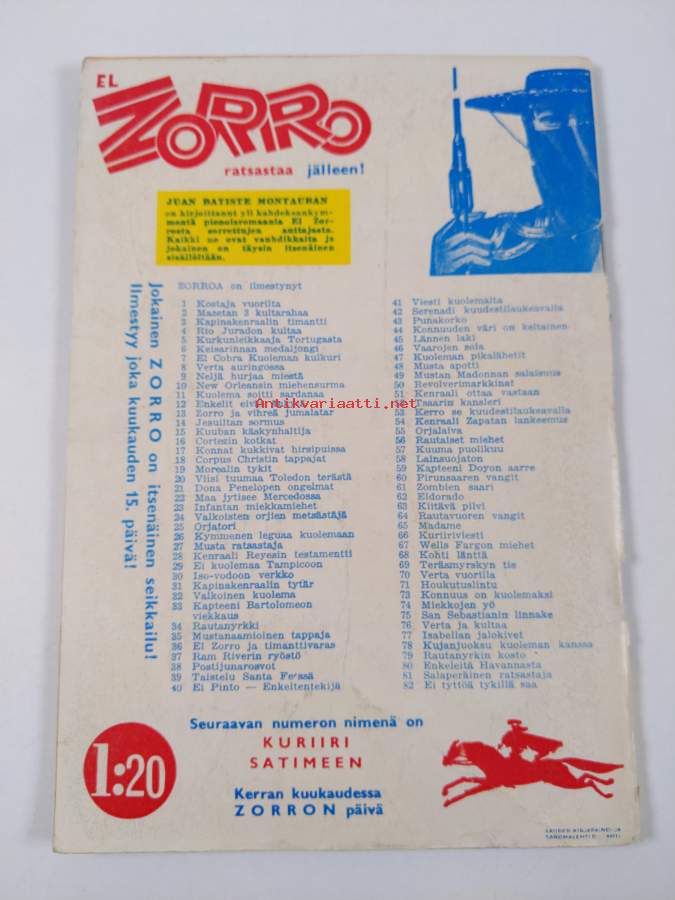 EL
ZORRO
ratsastaa jälleen!
JUAN BATISTE MONTAUBAN
on kirjoittanut yli kahdeksankym-
mentä pienoisromaania El Zor-
rosta sorrettujen auttajasta.
Kaikki ne ovat vauhdikkaita ja
jokainen on täysin itsenäinen
sisällöltään.
Jokainen ZORRO on itsenäinen seikkailu!
Ilmestyy joka kuukauden 15. päivä!
ZORROA on ilmestynyt
1 Kostaja vuorilta
2 Masetan 3 kultarahaa
3 Kapinakenraalin timantti
4 Rio Juradon kultaa
5 Kurkunleikkaaja Tortugasta
6 Keisarinnan medaljongi
7 El Cobra Kuoleman kulkuri
8 Verta auringossa
9 Neljä hurjaa miestä
10 New Orleansin miehensurma
11 Kuolema soitti sardanaa
12 Enkelit eivät
13 Zorro ja vihreä jumalatar
14 Jesuiitan sormus
15 Kuuban käskynhaltija
16 Cortezin kotkat
17 Konnat kukkivat hirsipuissa
18 Corpus Christin tappajat
19 Morealin tykit
20 Viisi tuumaa Toledon terästä
21 Dona Penelopen ongelmat
22 Maa jytisee Mercedossa
23 Infantan miekkamiehet
24 Valkoisten orjien metsästäjä
25 Orjatori
26 Kymmenen leguaa kuolemaan
27 Musta ratsastaja
28 Kenraali Reyesin testamentti
29 Ei kuolemaa Tampicoon
30 Iso-vodoon verkko
31 Kapinakenraalin tytär
32 Valkoinen kuolema
33 Kapteeni Bartolomeon
viekkaus
34 Rautanyrkki
35 Mustanaamioinen tappaja
36 El Zorro ja timanttivaras
37 Ram Riverin ryöstö
38 Postijunarosvot
39 Taistelu Santa Fe'ssä
40 El Pinto — Enkeltentekijä
41 Viesti kuolemalta
42 Serenadi kuudestilaukeavalla
43 Punakorko
44 Konnuuden väri on keltainen
45 Lännen laki
46 Vaarojen sola
47 Kuoleman pikalähetit
48 Musta apotti
49 Mustan Madonnan salaisuus
50 Revolverimarkkinat
51 Kenraali ottaa vastaan
52 Tsaarin kansleri
53 Kerro se kuudestilaukeavalla
54 Kenraali Zapatan lankeemus
55 Orjalaiva
56 Rautaiset miehet
57 Kuuma puolikuu
58 Lainsuojaton
59 Kapteeni Doyon aarre
60 Pirunsaaren vangit
61 Zombien saari
62 Eldorado
63 Kiitävä pilvi
64 Rautavuoren vangit
65 Madame
66 Kuriiriviesti
67 Wells Fargon miehet
68 Kohti länttä
69 Teräsmyrskyn tie
70 Verta vuorilla
71 Houkutuslintu
73 Konnuus on kuolemaksi
74 Miekkojen yö
75 San Sebastianin linnake
76 Verta ja kultaa
77 Isabellan jalokivet
78 Kujanjuoksu kuoleman kanssa
79 Rautanyrkin kosto
80 Enkeleitä Havannasta
81 Salaperäinen ratsastaja
82 Ei tyttöä tykillä saa
Antikvariaatti.net
1:20
Seuraavan numeron nimenä on
KURIIRI
SATIMEEN
Kerran kuukaudessa
ZORRON päivä